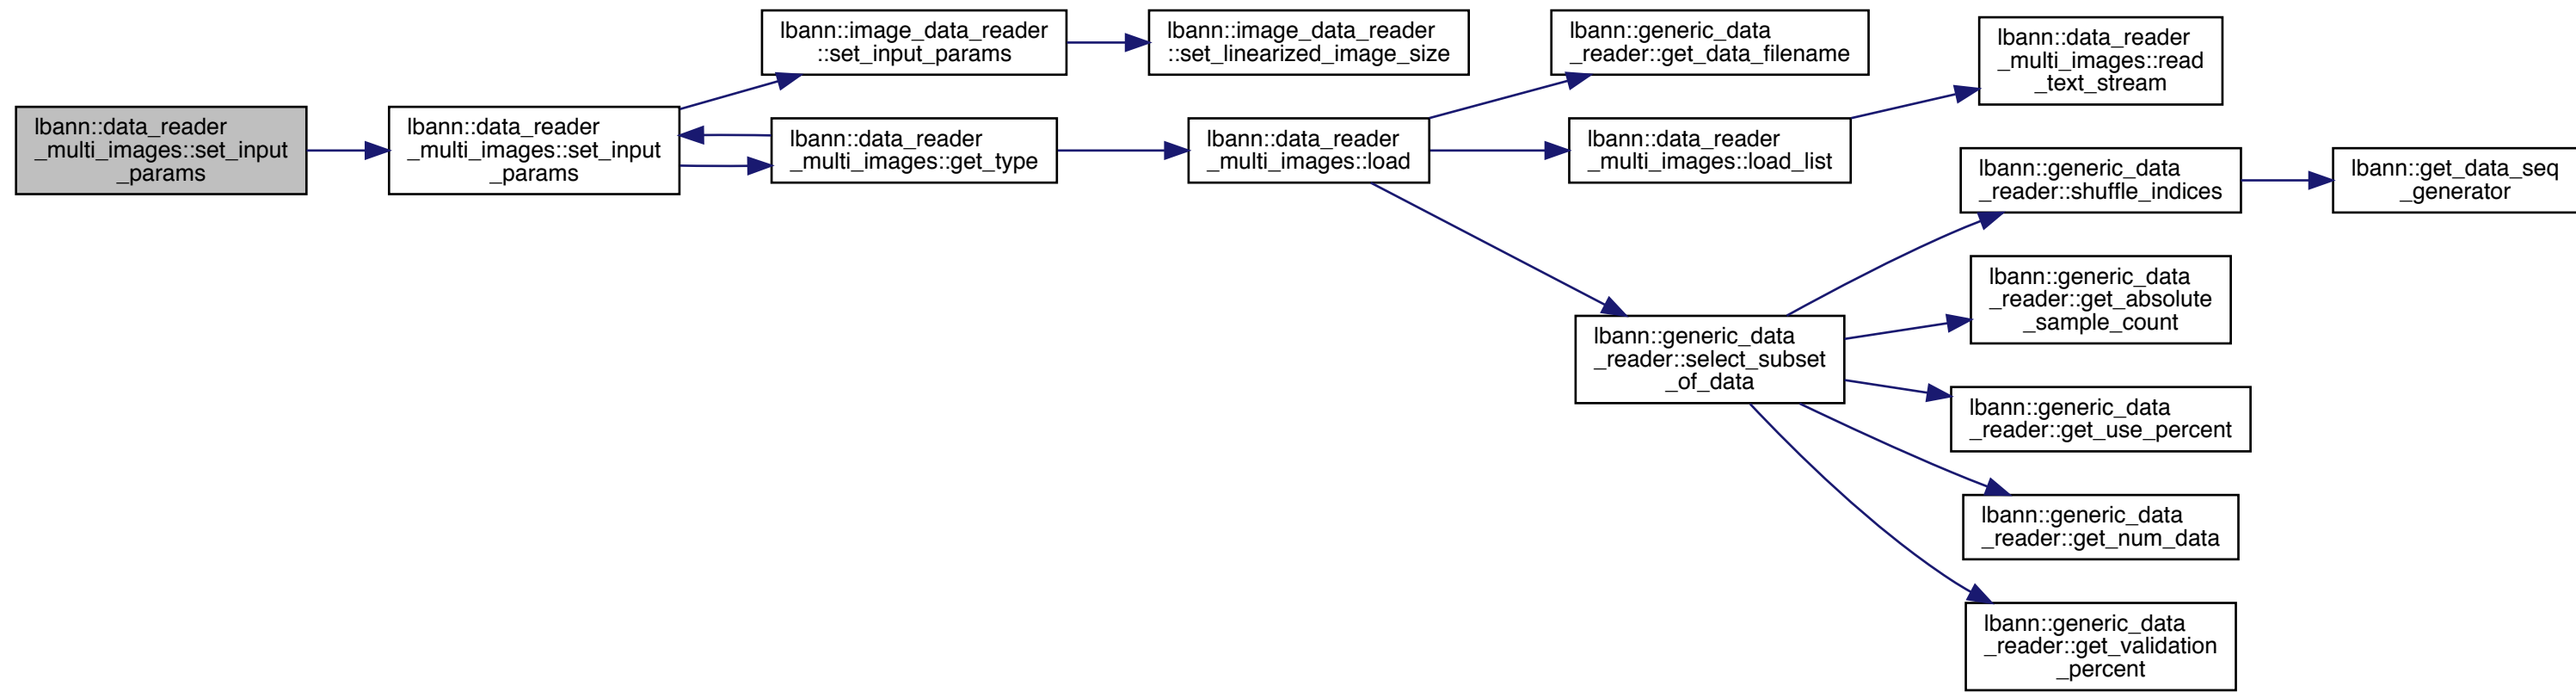 lbann::data_reader
_multi_images::set_input
_params
lbann::data_reader
_multi_images::set_input
_params
lbann::image_data_reader
::set_input_params
lbann::image_data_reader
::set_linearized_image_size
lbann::data_reader
_multi_images::get_type
lbann::data_reader
_multi_images::load
lbann::generic_data
_reader::get_data_filename
lbann::data_reader
_multi_images::load_list
lbann::data_reader
_multi_images::read
_text_stream
lbann::generic_data
_reader::select_subset
_of_data
lbann::generic_data
_reader::shuffle_indices
lbann::get_data_seq
_generator
lbann::generic_data
_reader::get_absolute
_sample_count
lbann::generic_data
_reader::get_use_percent
lbann::generic_data
_reader::get_num_data
lbann::generic_data
_reader::get_validation
_percent